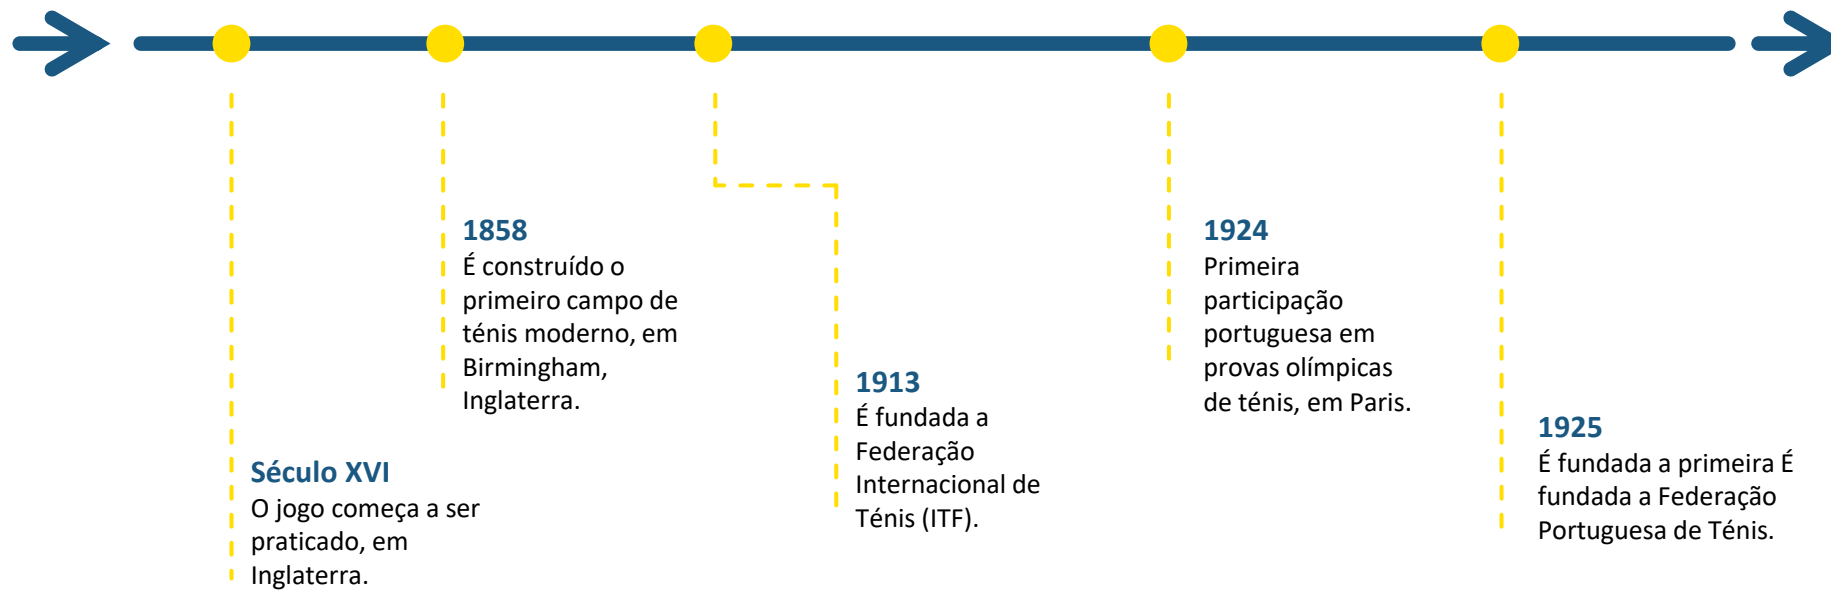 Século XVI
O jogo começa a ser
praticado, em
Inglaterra.
1858
É construído o
primeiro campo de
ténis moderno, em
Birmingham,
Inglaterra.
1913
É fundada a
Federação
Internacional de
Ténis (ITF).
1924
Primeira
participação
portuguesa em
provas olímpicas
de ténis, em Paris.
1925
É fundada a primeira É
fundada a Federação
Portuguesa de Ténis.